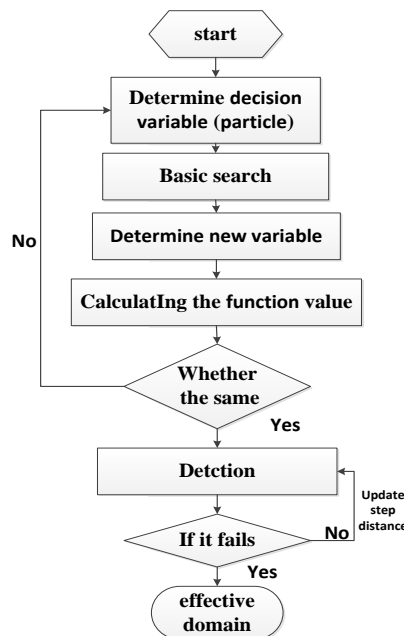 start
Determine decision
variable (particle)
Basic search
No
Determine new variable
CalculatIng the function value
Whether
the same
Yes
Detction
Update
step
distance
If it fails
No
Yes
effective
domain